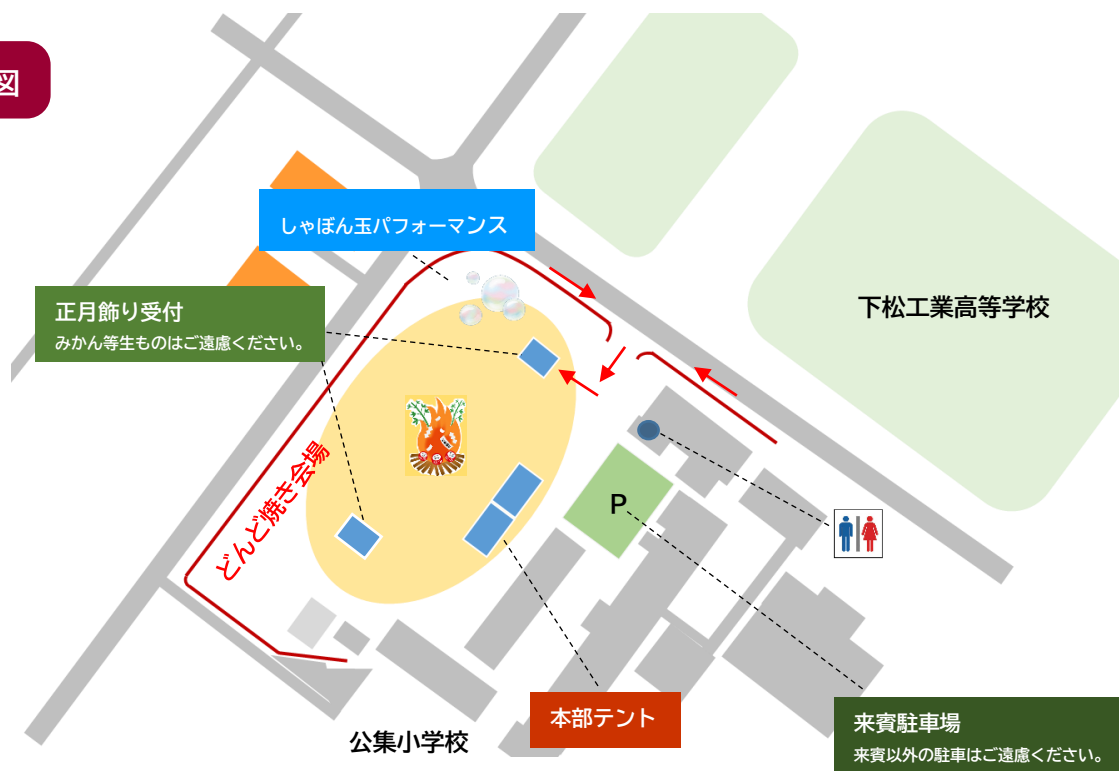 図
しゃぼん玉パフォーマンス
正月飾り受付
みかん等生ものはご遠慮ください。
下松工業高等学校
どんど焼き会場
P
本部テント
来賓駐車場
来賓以外の駐車はご遠慮ください。
公集小学校